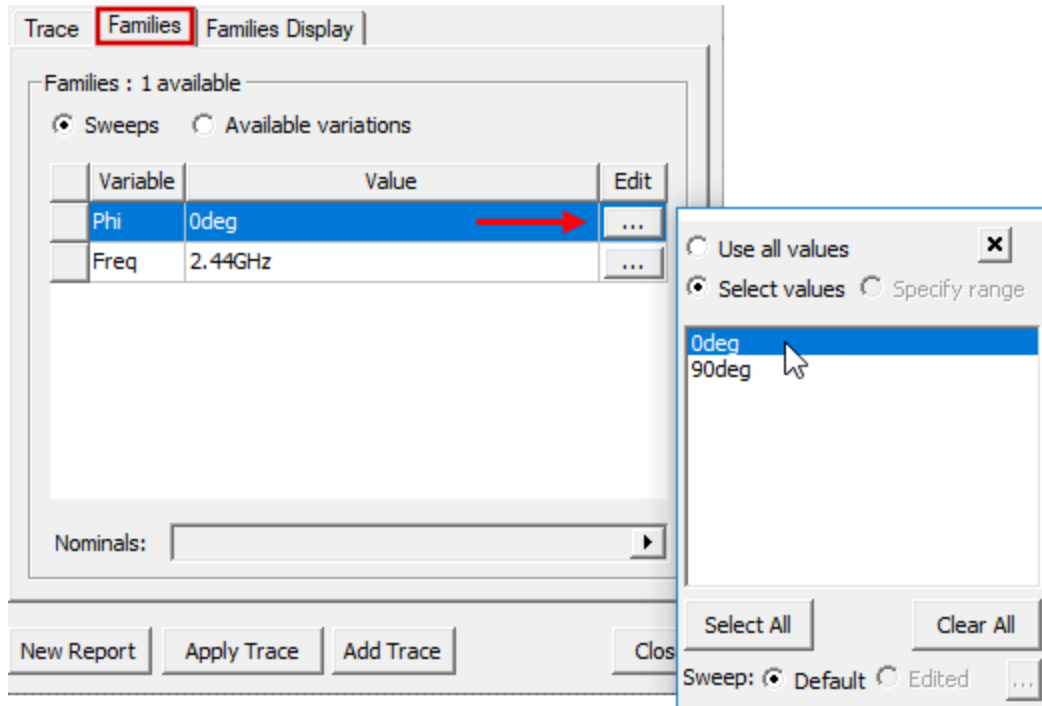 Trace Families Families Display
Families : 1 available
Sweeps Available variations
Variable Value Edit
Phi 0deg ...
Freq 2.44GHz ...
Nominals:
New Report Apply Trace Add Trace Clos
Use all values
Select values Specify range
0deg
90deg
Select All Clear All
Sweep: Default Edited ...